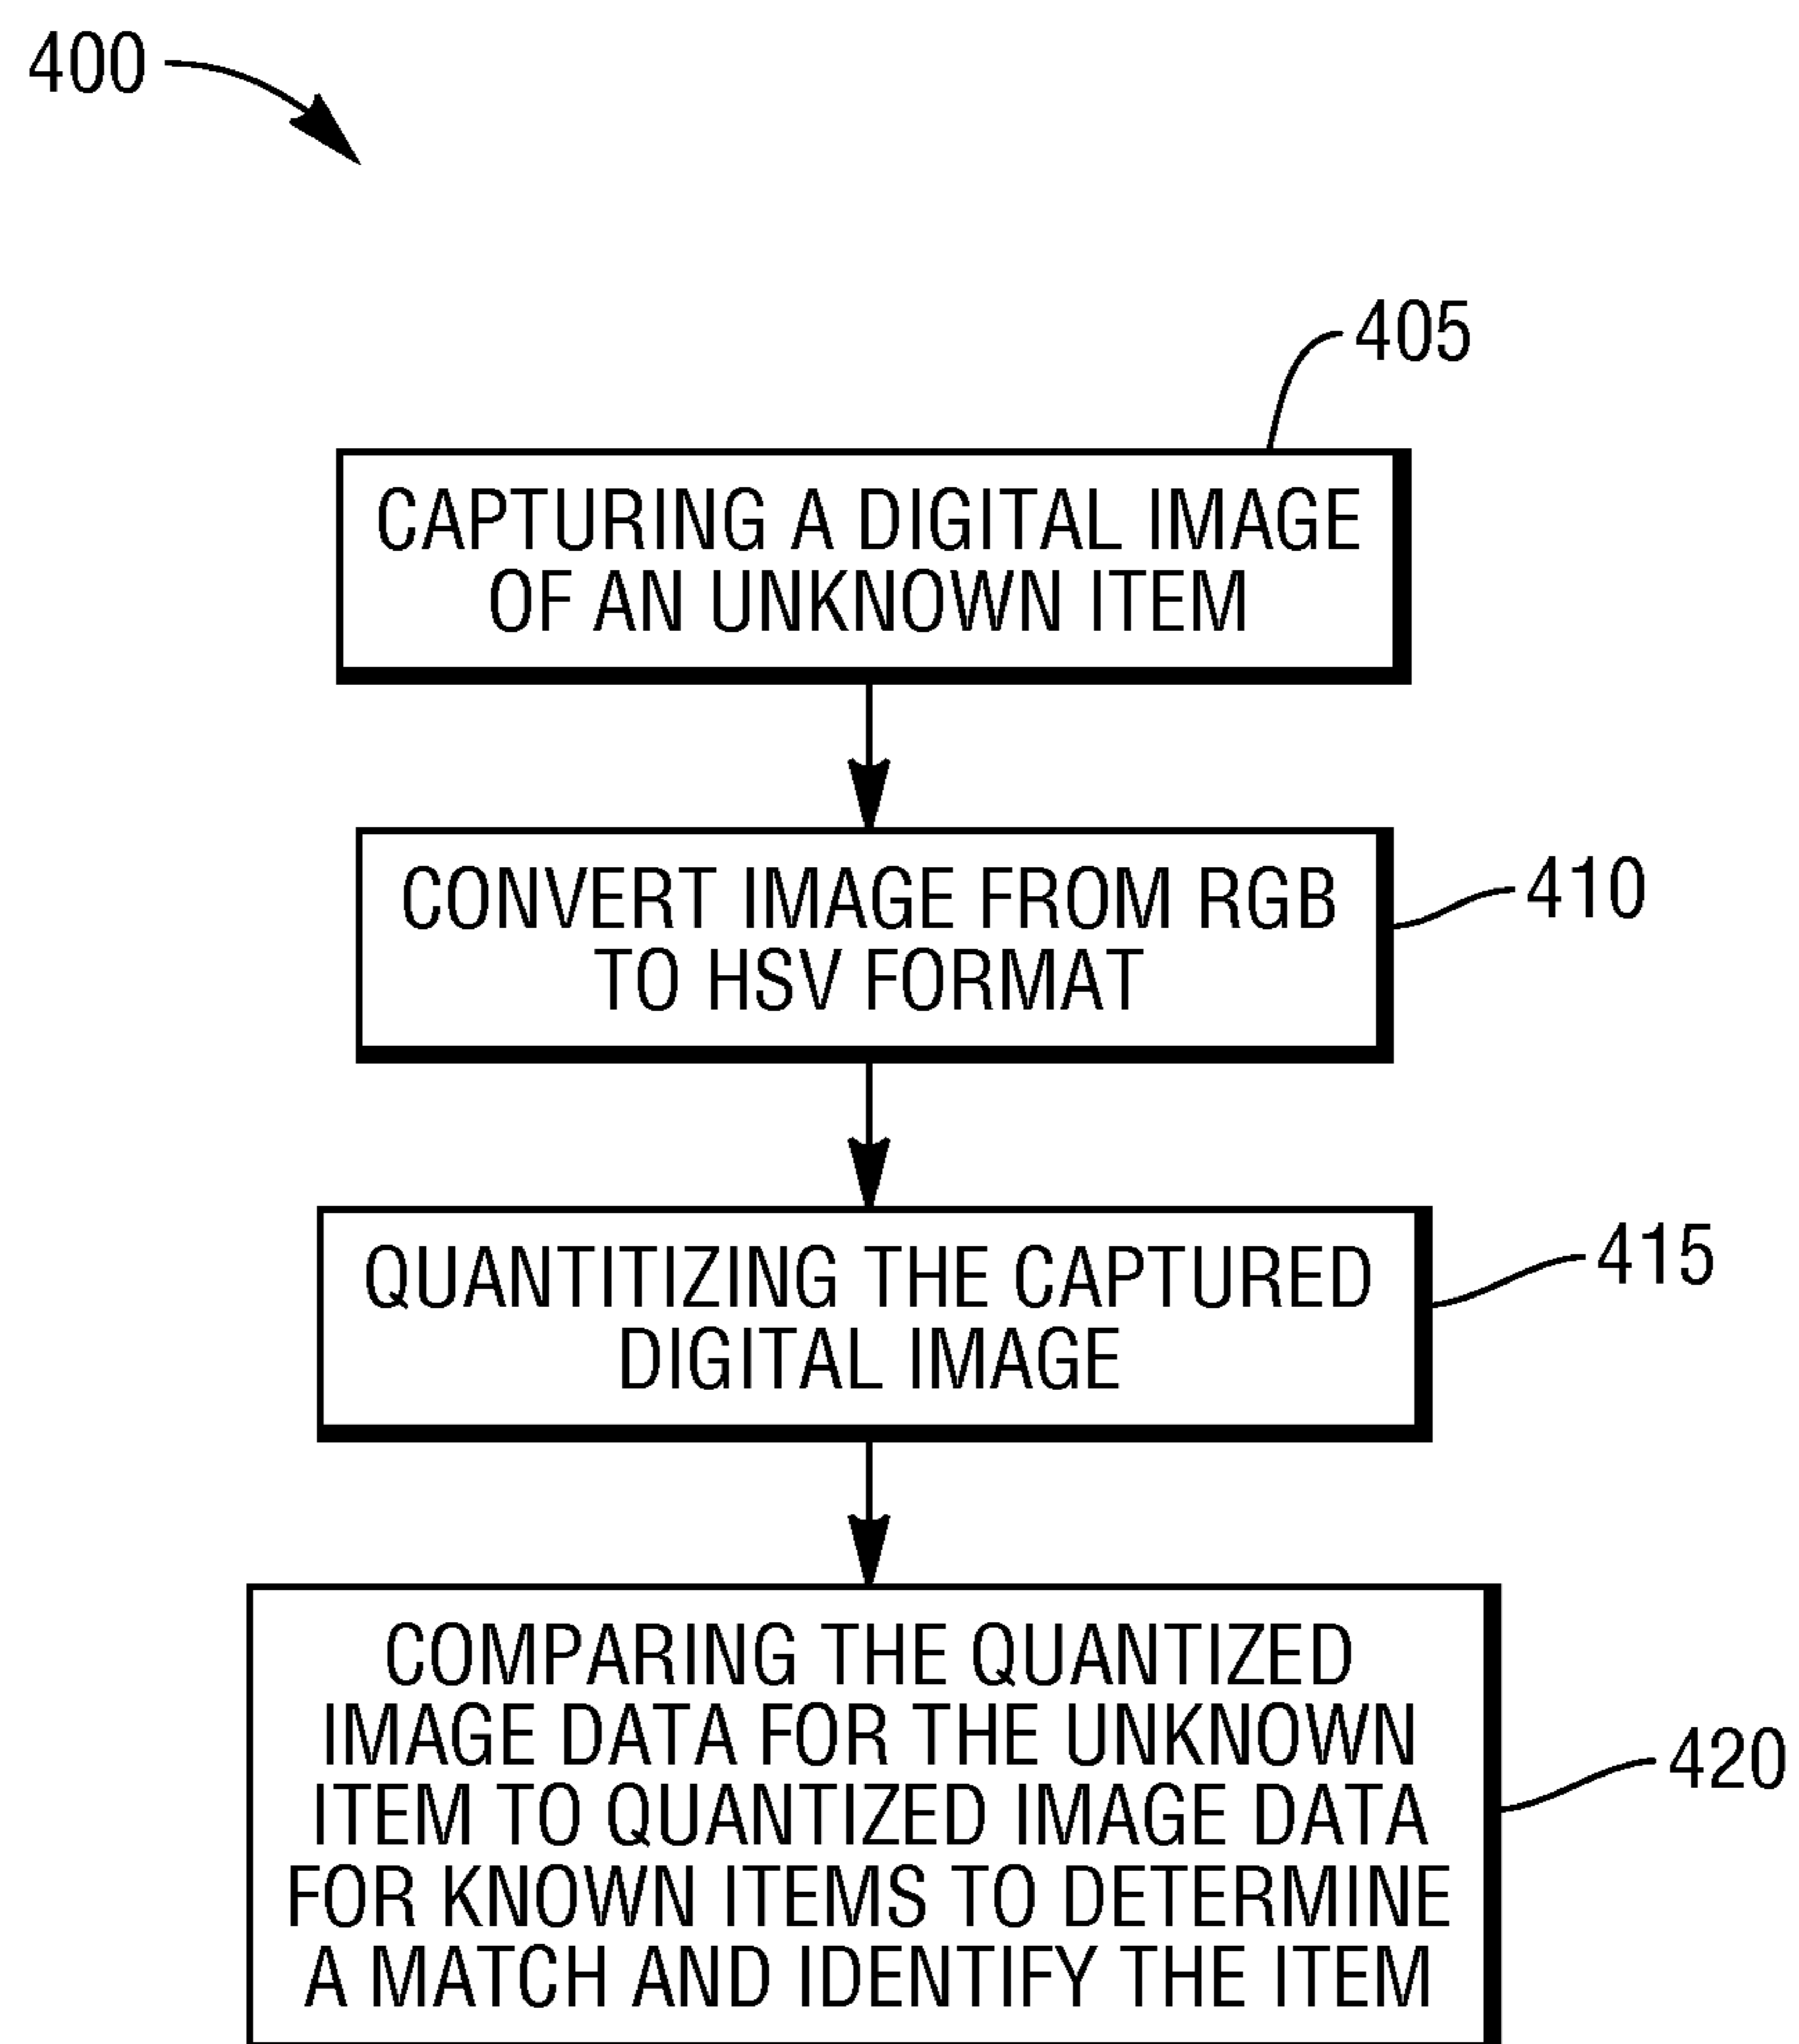 400
405
CAPTURING A DIGITAL IMAGE
OF AN UNKNOWN ITEM
CONVERT IMAGE FROM RGB
TO HSV FORMAT
410
QUANTITIZING THE CAPTURED
DIGITAL IMAGE
415
COMPARING THE QUANTIZED
IMAGE DATA FOR THE UNKNOWN
ITEM TO QUANTIZED IMAGE DATA
FOR KNOWN ITEMS TO DETERMINE
A MATCH AND IDENTIFY THE ITEM
420